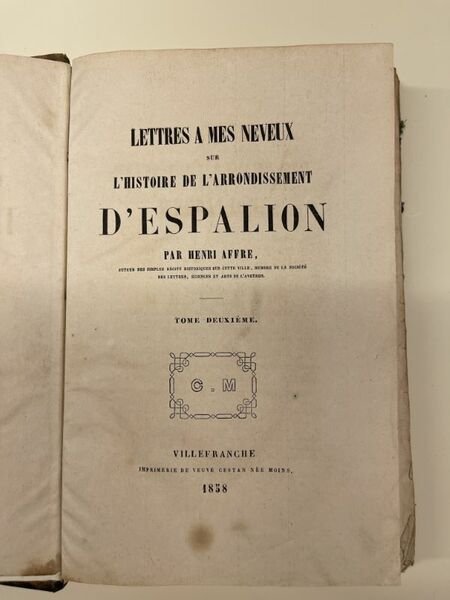 LETTRES A MES NEVEUX
SUR
L'HISTOIRE DE L'ARRONDISSEMENT
D'ESPALION
PAR HENRI AFFRE,
AUTEUR DES SIMPLES RÉCITS HISTORIQUES SUR CETTE VILLE, MEMBRE DE LA SOCIÉTÉ
DES LETTRES, SCIENCES ET ARTS DE L'AVEYRON.
TOME DEUXIÈME.
C. M
VILLEFRANCHE
IMPRIMERIE DE VEUVE CESTAN NÉE MOINS,
1858